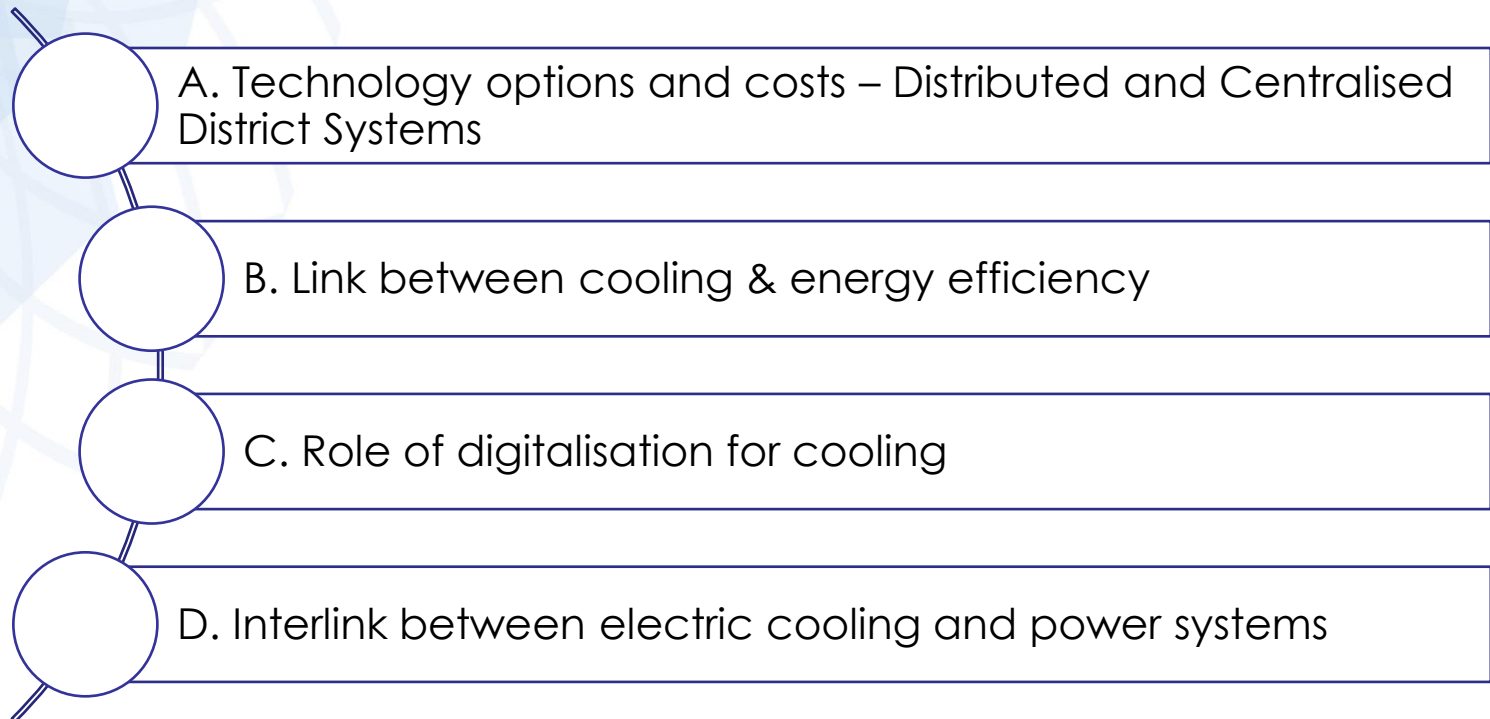 A. Technology options and costs – Distributed and Centralised
District Systems
B. Link between cooling & energy efficiency
C. Role of digitalisation for cooling
D. Interlink between electric cooling and power systems